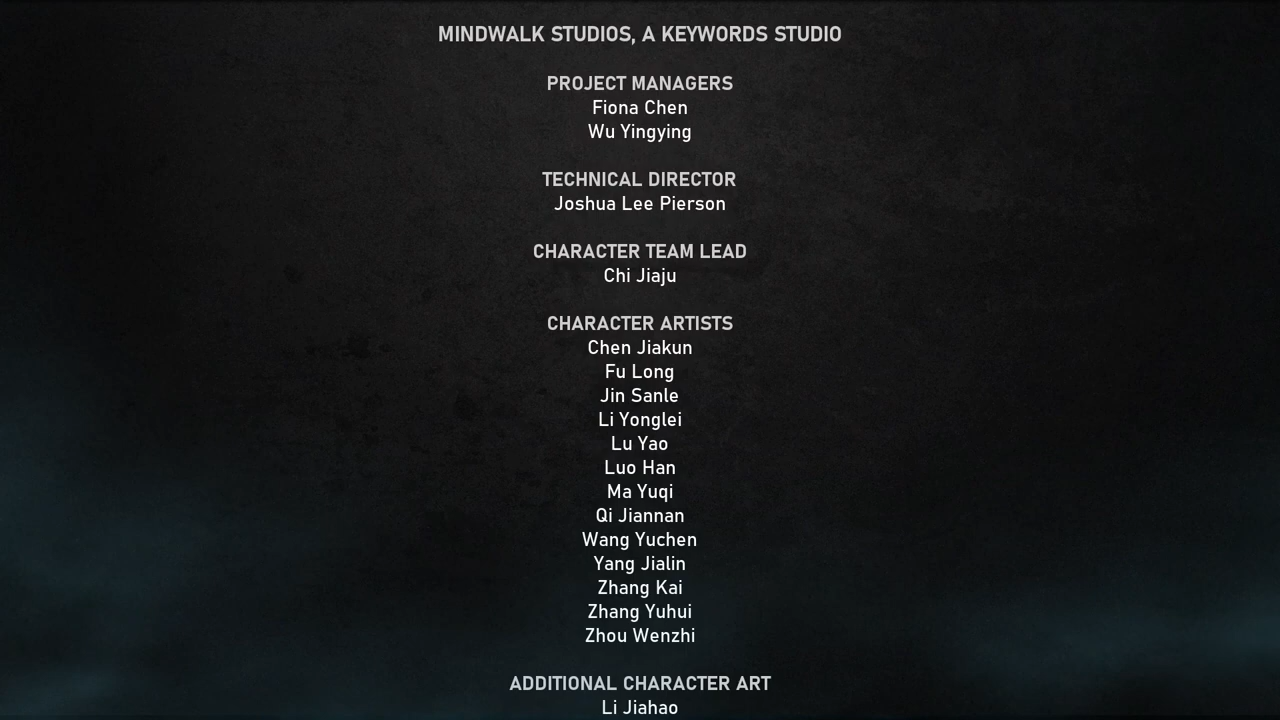 MINDWALK STUDIOS, A KEYWORDS STUDIO
PROJECT MANAGERS
Fiona Chen
Wu Yingying
TECHNICAL DIRECTOR
Joshua Lee Pierson
CHARACTER TEAM LEAD
Chi Jiaju
CHARACTER ARTISTS
Chen Jiakun
Fu Long
Jin Sanle
Li Yonglei
Lu Yao
Luo Han
Ma Yuqi
Qi Jiannan
Wang Yuchen
Yang Jialin
Zhang Kai
Zhang Yuhui
Zhou Wenzhi
ADDITIONAL CHARACTER ART
Li Jiahao